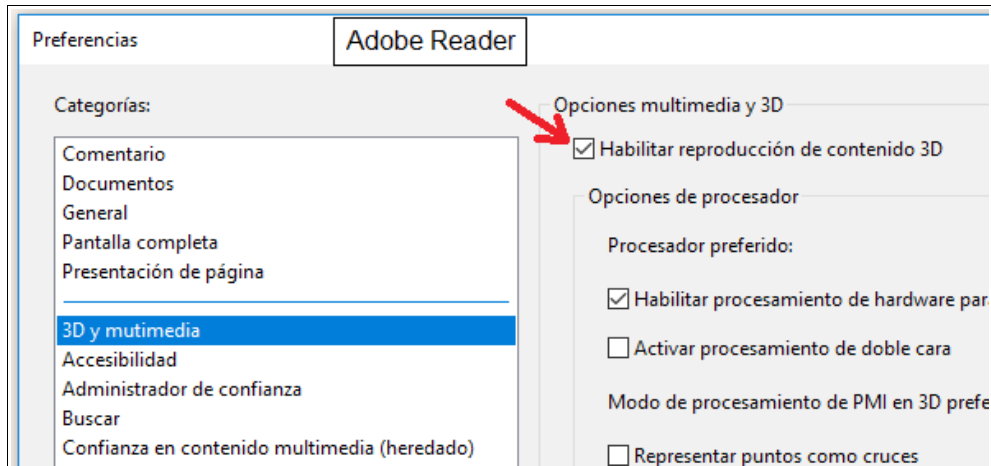 Preferencias
Adobe Reader
Categorías:
Comentario
Documentos
General
Pantalla completa
Presentación de página
3D y mutimedia
Accesibilidad
Administrador de confianza
Buscar
Confianza en contenido multimedia (heredado)
Opciones multimedia y 3D
Habilitar reproducción de contenido 3D
Opciones de procesador
Procesador preferido:
Habilitar procesamiento de hardware
Activar procesamiento de doble cara
Modo de procesamiento de PMI en 3D
Representar puntos como cruces